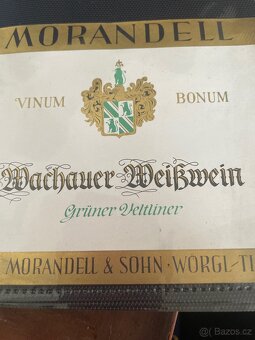 MORANDELL
VINUM BONUM
Wachauer-Weißwein
Grüner Veltliner
MORANDELL & SOHN · WÖRGL-TI
Bazos.cz